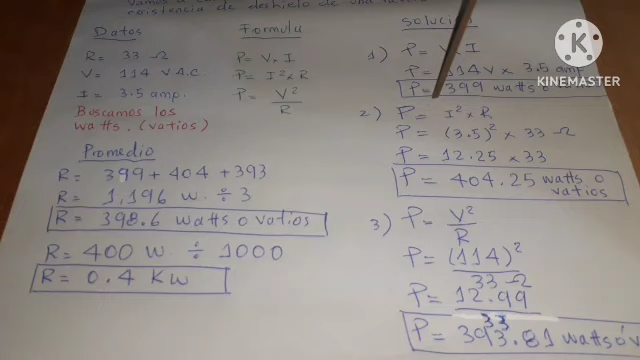 Datos
R= 33 Ω
V= 114 V A.C.
I= 3.5 amp.
Buscamos los
watts. (vatios)
Formula
P= V x I
P= I² x R
P= V²
R
Promedio
R= 399 + 404 + 393
R= 1,196 w. ÷ 3
R= 398.6 watts o vatios
R= 400 w ÷ 1000
R= 0.4 Kw
1) P= V x I
P= 114 V x 3.5 amp
P= 399 watts
2) P= I² x R
P= (3.5)² x 33 Ω
P= 12.25 x 33
P= 404.25 watts o
vatios
3) P= V²
R
P= (114)²
33 Ω
P= 12.99
33
P= 393.81 watts ó
KINEMASTER